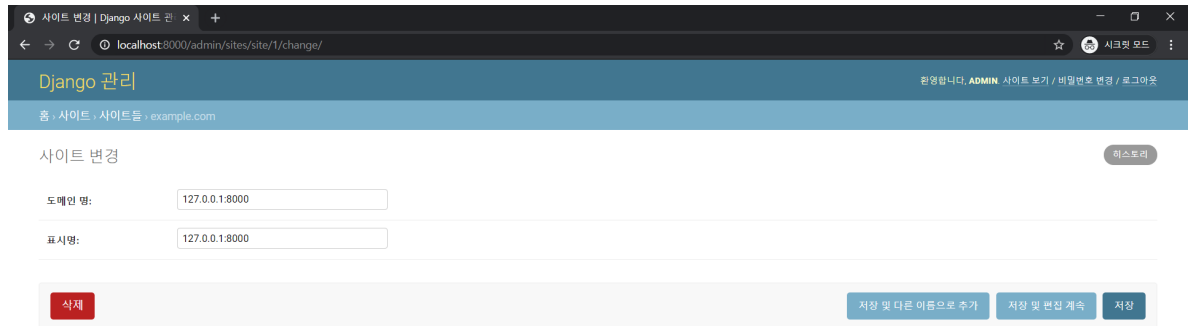 사이트 변경 | Django 사이트 관
localhost:8000/admin/sites/site/1/change/
시크릿 모드
Django 관리
환영합니다, ADMIN. 사이트 보기 / 비밀번호 변경 / 로그아웃
홈 › 사이트 › 사이트들 › example.com
사이트 변경
히스토리
도메인 명:
127.0.0.1:8000
표시명:
127.0.0.1:8000
삭제
저장 및 다른 이름으로 추가
저장 및 편집 계속
저장